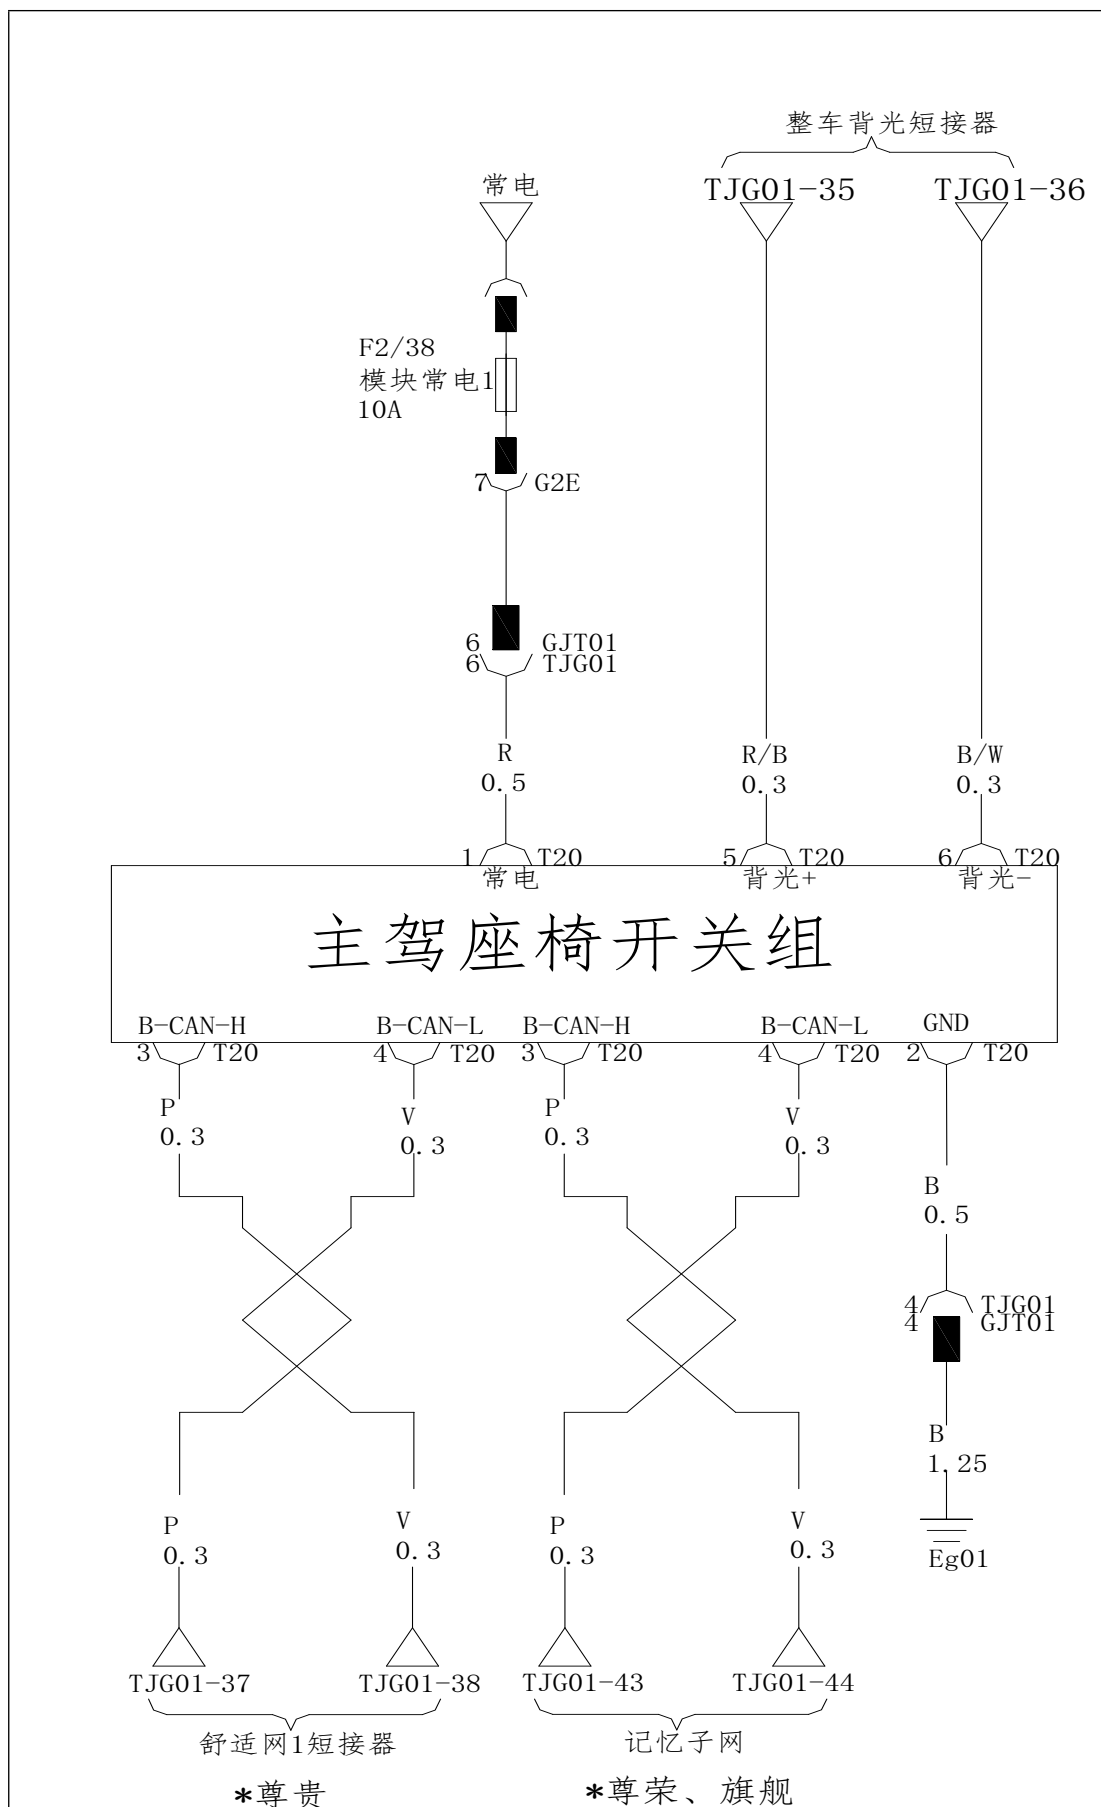 整车背光短接器
常电 TJG01-35 TJG01-36
F2/38
模块常电1
10A
7 G2E
6 GJT01
6 TJG01
R R/B B/W
0.5 0.3 0.3
1 T20 5 T20 6 T20
常电 背光+ 背光-
主驾座椅开关组
B-CAN-H B-CAN-L B-CAN-H B-CAN-L GND
3 T20 4 T20 3 T20 4 T20 2 T20
P V P V
0.3 0.3 0.3 0.3
B
0.5
4 TJG01
4 GJT01
B
1.25
P V P V
0.3 0.3 0.3 0.3
Eg01
TJG01-37 TJG01-38 TJG01-43 TJG01-44
舒适网1短接器 记忆子网
*尊贵 *尊荣、旗舰